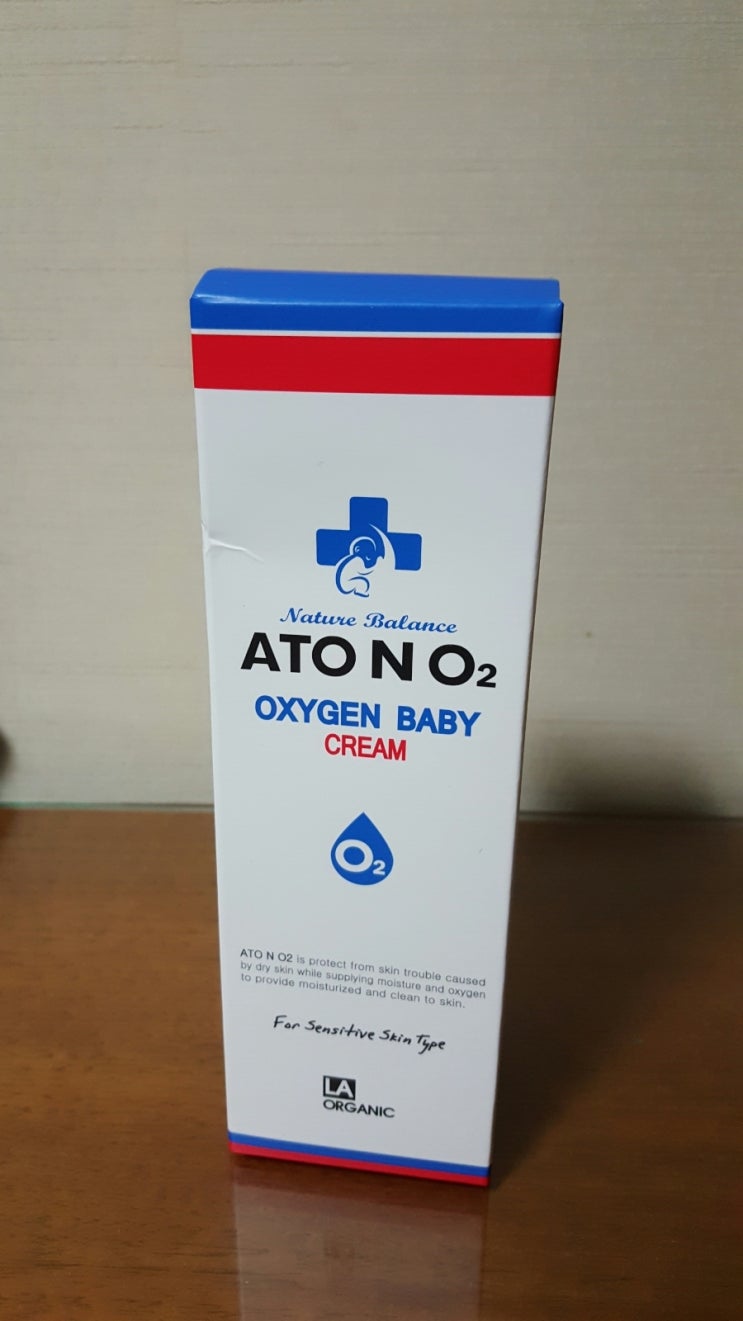 Nature Balance
ATO N O2
OXYGEN BABY
CREAM
O2
ATO N O2 is protect from skin trouble caused
by dry skin while supplying moisture and oxygen
to provide moisturized and clean to skin.
For Sensitive Skin Type
LA
ORGANIC